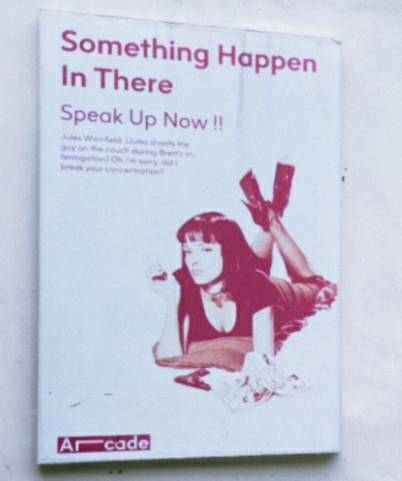 Something Happen
In There
Speak Up Now !!
Jules Winnfield: [Jules shoots the
guy on the couch during Brett's in-
terrogation] Oh i'm sorry, did I
break your concentration?
Arcade